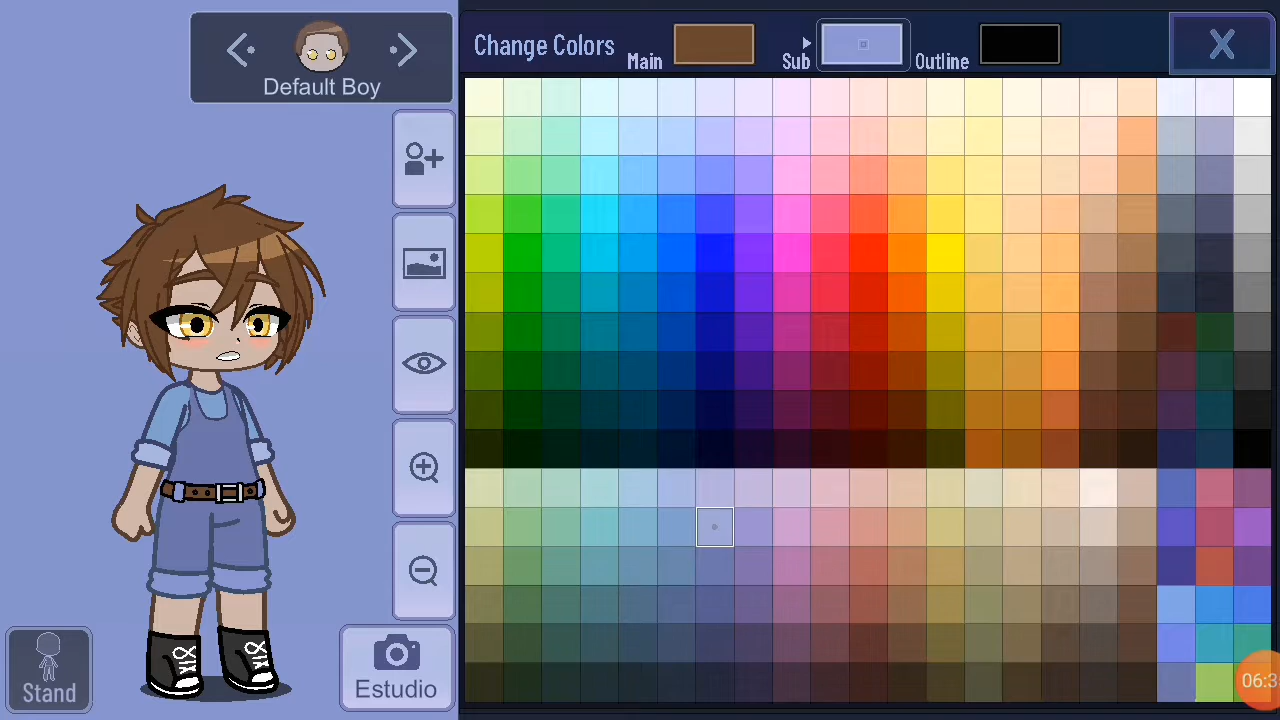 Default Boy
Change Colors
Main
Sub
Outline
X
Stand
Estudio